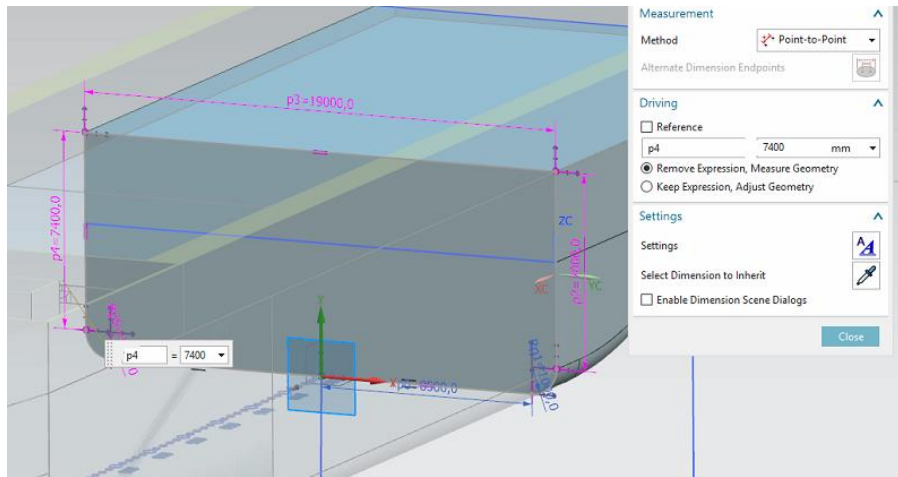 Measurement
Method
Point-to-Point
Alternate Dimension Endpoints
Driving
Reference
p4
7400 mm
Remove Expression, Measure Geometry
Keep Expression, Adjust Geometry
Settings
Settings
Select Dimension to Inherit
Enable Dimension Scene Dialogs
Close
p3=19000,0
p4=7400,0
ZC
XC
YC
Y
X
p4 = 7400